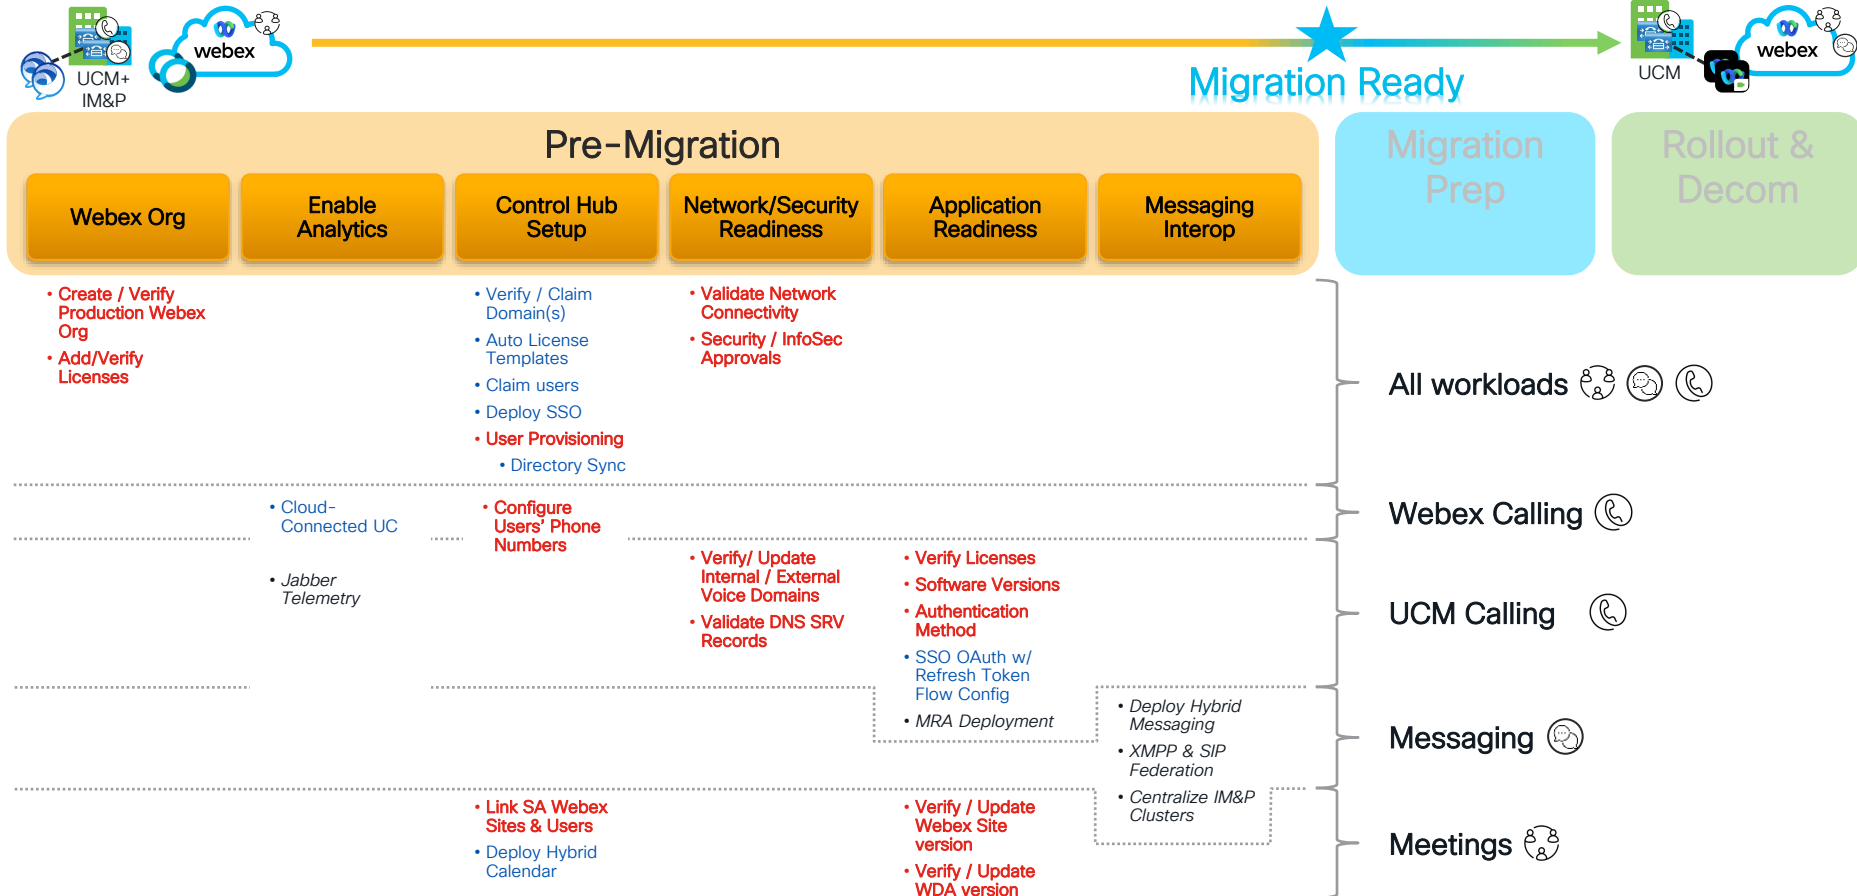 webex
UCM+
IM&P
Migration Ready
UCM
webex
Pre-Migration
Migration
Prep
Rollout &
Decom
Webex Org
Enable
Analytics
Control Hub
Setup
Network/Security
Readiness
Application
Readiness
Messaging
Interop
• Create / Verify
Production Webex
Org
• Add/Verify
Licenses
• Verify / Claim
Domain(s)
• Auto License
Templates
• Claim users
• Deploy SSO
• User Provisioning
• Directory Sync
• Validate Network
Connectivity
• Security / InfoSec
Approvals
All workloads
• Cloud-
Connected UC
• Jabber
Telemetry
• Configure
Users' Phone
Numbers
Webex Calling
• Verify/ Update
Internal / External
Voice Domains
• Validate DNS SRV
Records
• Verify Licenses
• Software Versions
• Authentication
Method
• SSO OAuth w/
Refresh Token
Flow Config
• MRA Deployment
UCM Calling
• Deploy Hybrid
Messaging
• XMPP & SIP
Federation
• Centralize IM&P
Clusters
Messaging
• Link SA Webex
Sites & Users
• Deploy Hybrid
Calendar
• Verify / Update
Webex Site
version
• Verify / Update
WDA version
Meetings